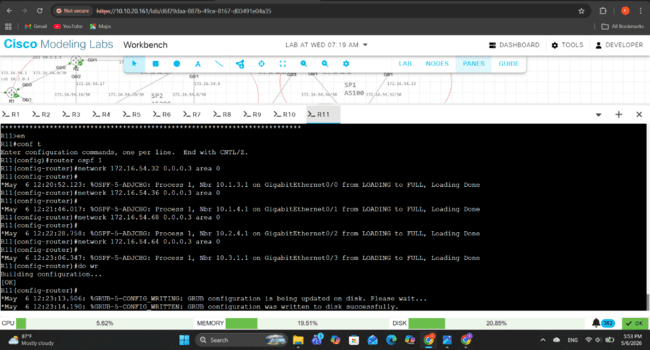 Not secure https://10.10.20.161/lab/d6f29daa-887b-49ca-8167-d03491e04a35
Gmail YouTube Maps All Bookmarks
Cisco Modeling Labs Workbench LAB AT WED 07:19 AM DASHBOARD TOOLS DEVELOPER
LAB NODES PANES GUIDE
SP2
SP1
AS100
R1 R2 R3 R4 R5 R6 R7 R8 R9 R10 R11
R11>en
R11#conf t
Enter configuration commands, one per line. End with CNTL/Z.
R11(config)#router ospf 1
R11(config-router)#network 172.16.54.32 0.0.0.3 area 0
R11(config-router)#
*May 6 12:20:52.123: %OSPF-5-ADJCHG: Process 1, Nbr 10.1.3.1 on GigabitEthernet0/0 from LOADING to FULL, Loading Done
R11(config-router)#network 172.16.54.36 0.0.0.3 area 0
R11(config-router)#
*May 6 12:21:46.017: %OSPF-5-ADJCHG: Process 1, Nbr 10.1.4.1 on GigabitEthernet0/1 from LOADING to FULL, Loading Done
R11(config-router)#network 172.16.54.68 0.0.0.3 area 0
R11(config-router)#
*May 6 12:22:28.758: %OSPF-5-ADJCHG: Process 1, Nbr 10.2.4.1 on GigabitEthernet0/2 from LOADING to FULL, Loading Done
R11(config-router)#network 172.16.54.64 0.0.0.3 area 0
R11(config-router)#
*May 6 12:23:06.347: %OSPF-5-ADJCHG: Process 1, Nbr 10.3.1.1 on GigabitEthernet0/3 from LOADING to FULL, Loading Done
R11(config-router)#do wr
Building configuration...
[OK]
R11(config-router)#
*May 6 12:23:13.506: %GRUB-5-CONFIG_WRITING: GRUB configuration is being updated on disk. Please wait...
*May 6 12:23:14.190: %GRUB-5-CONFIG_WRITTEN: GRUB configuration was written to disk successfully.
CPU 5.62% MEMORY 19.51% DISK 20.85% 362 OK
87°F
Mostly cloudy
Search
ENG
5:53 PM
5/6/2026